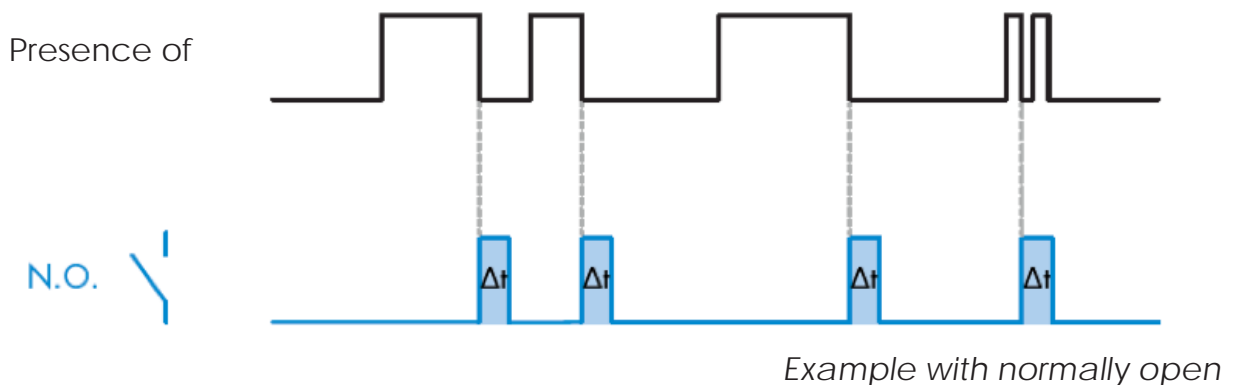 Presence of
N.O.
Δt Δt Δt Δt
Example with normally open